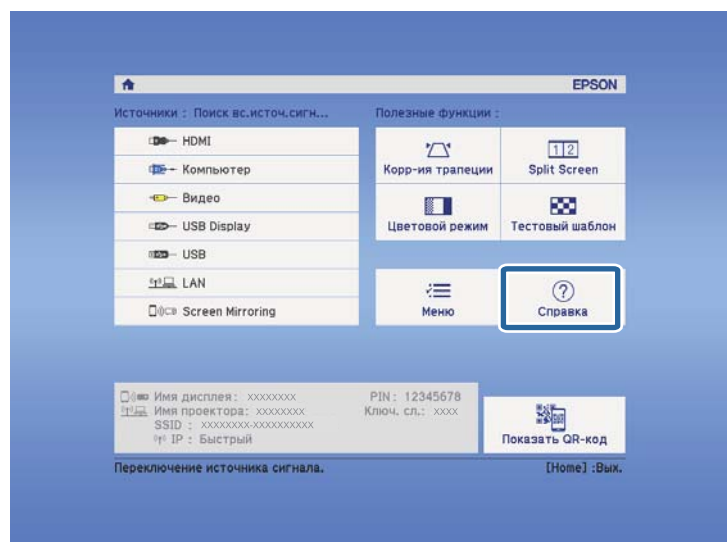 EPSON
Источники : Поиск вс.источ.сигн...
HDMI
Компьютер
Видео
USB Display
USB
LAN
Screen Mirroring
Полезные функции :
Корр-ия трапеции
1 2
Split Screen
Цветовой режим
Тестовый шаблон
Меню
?
Справка
Имя дисплея : xxxxxxxx
PIN : 12345678
Имя проектора: xxxxxxxx
Ключ. сл.: xxxx
SSID : xxxxxxxx-xxxxxxxxxx
IP : Быстрый
Показать QR-код
Переключение источника сигнала.
[Home] :Вых.